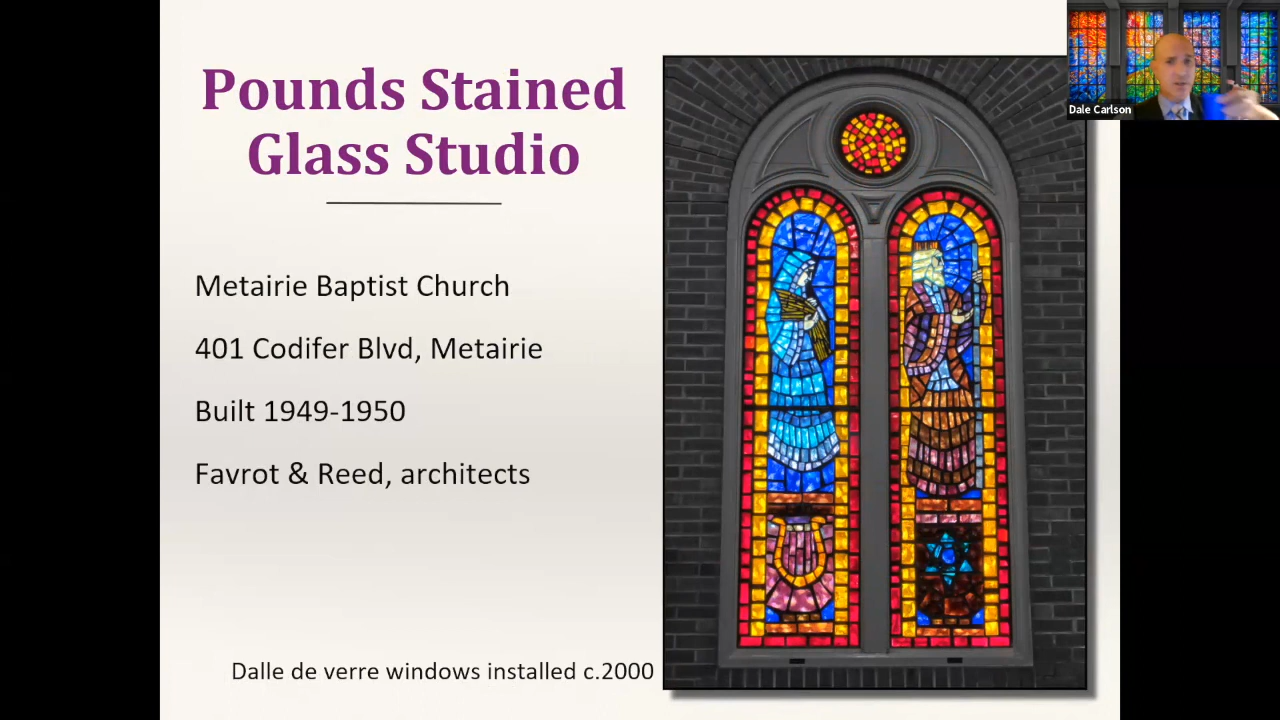 Pounds Stained
Glass Studio
Metairie Baptist Church
401 Codifer Blvd, Metairie
Built 1949-1950
Favrot & Reed, architects
Dalle de verre windows installed c.2000
Dale Carlson